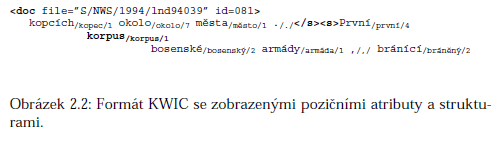 <doc file="S/NWS/1994/lnd94039" id=081>
kopcích/kopec/1 okolo/okolo/7 města/město/1 ./,/</s><s>První/první/4
korpus/korpus/1
bosenské/bosenský/2 armády/armáda/1 ,/,/ bránící/bráněný/2
Obrázek 2.2: Formát KWIC se zobrazenými pozičními atributy a struktu-
rami.